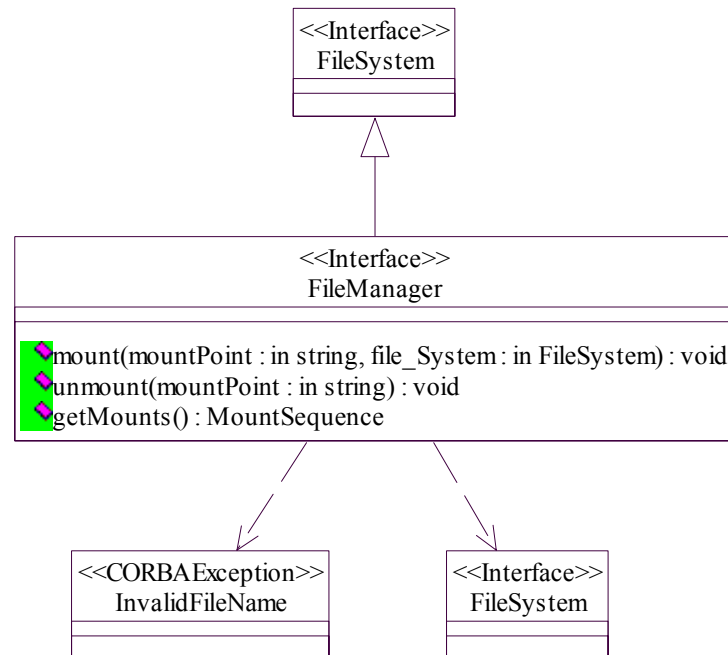 <<Interface>>
FileSystem
<<Interface>>
FileManager
mount(mountPoint : in string, file_System : in FileSystem) : void
unmount(mountPoint : in string) : void
getMounts() : MountSequence
<<CORBAException>>
InvalidFileName
<<Interface>>
FileSystem